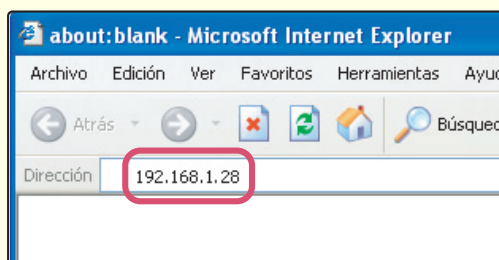 about:blank - Microsoft Internet Explorer
Archivo Edición Ver Favoritos Herramientas
Atrás
Dirección 192.168.1.28